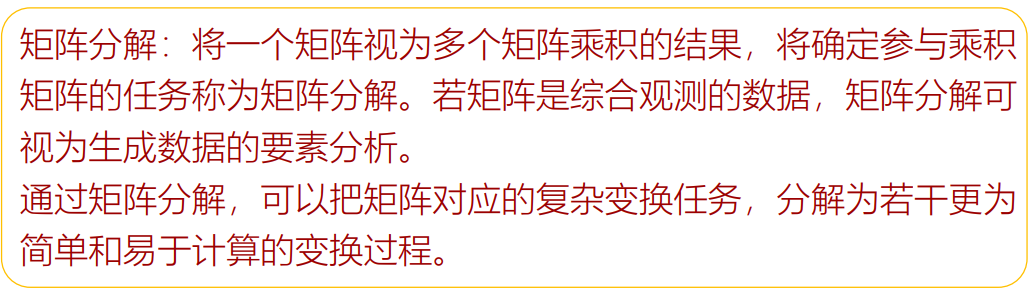 矩阵分解：将一个矩阵视为多个矩阵乘积的结果，将确定参与乘积
矩阵的任务称为矩阵分解。若矩阵是综合观测的数据，矩阵分解可
视为生成数据的要素分析。
通过矩阵分解，可以把矩阵对应的复杂变换任务，分解为若干更为
简单和易于计算的变换过程。